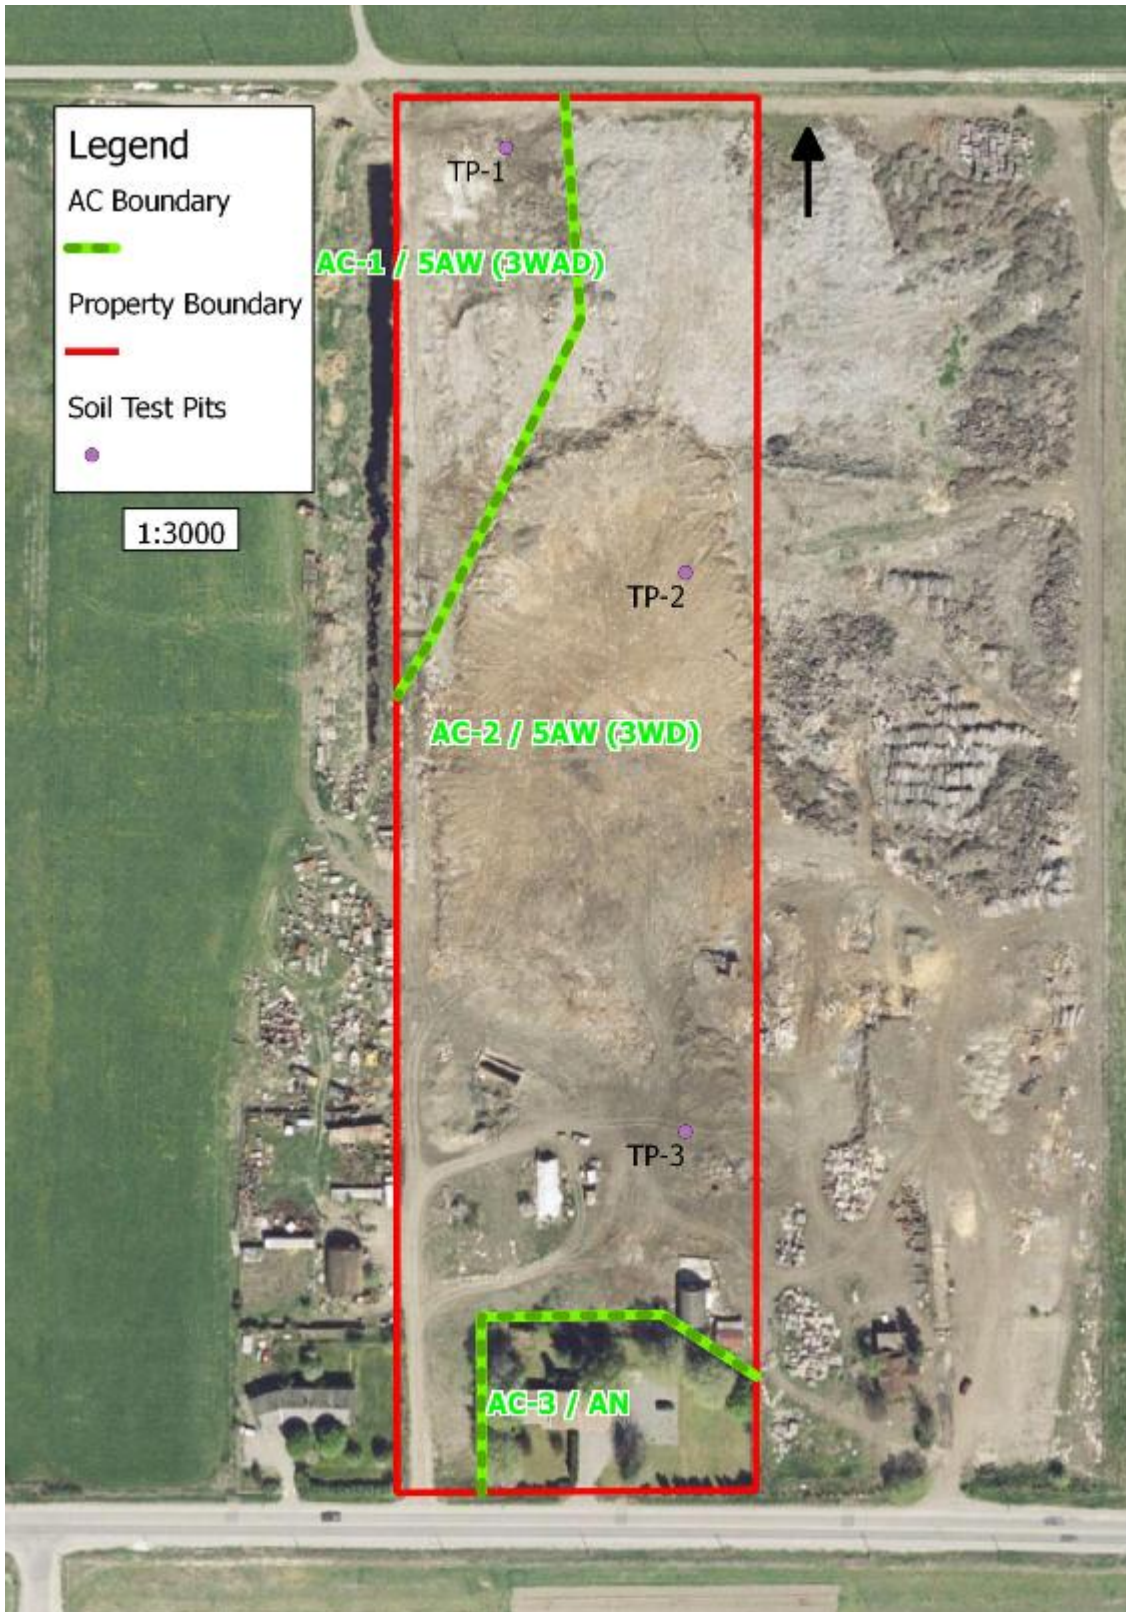 Legend
AC Boundary
Property Boundary
Soil Test Pits
1:3000
TP-1
AC-1 / 5AW (3WAD)
TP-2
AC-2 / 5AW (3WD)
TP-3
AC-3 / AN